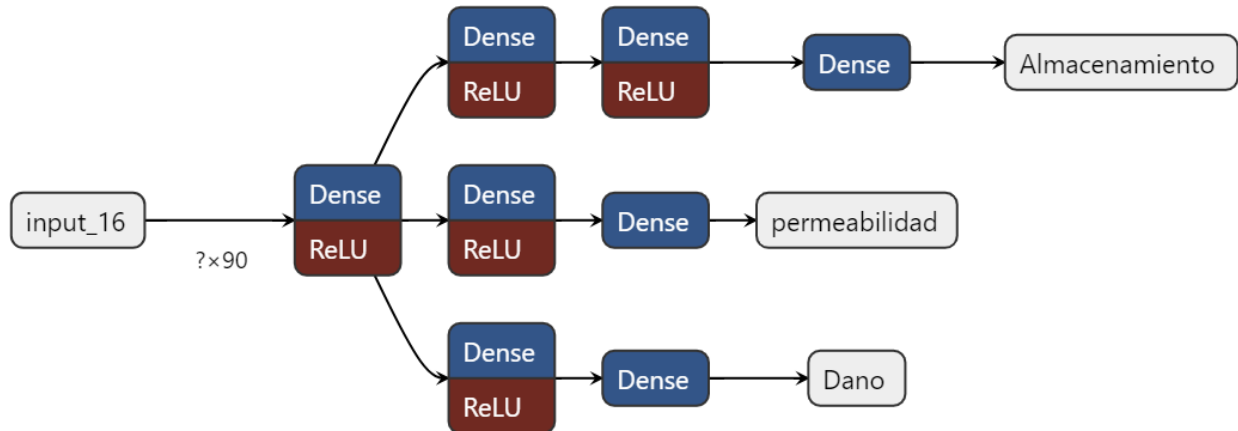 Dense
ReLU
Dense
ReLU
Dense
Almacenamiento
input_16
?×90
Dense
ReLU
Dense
ReLU
Dense
permeabilidad
Dense
ReLU
Dense
Dano